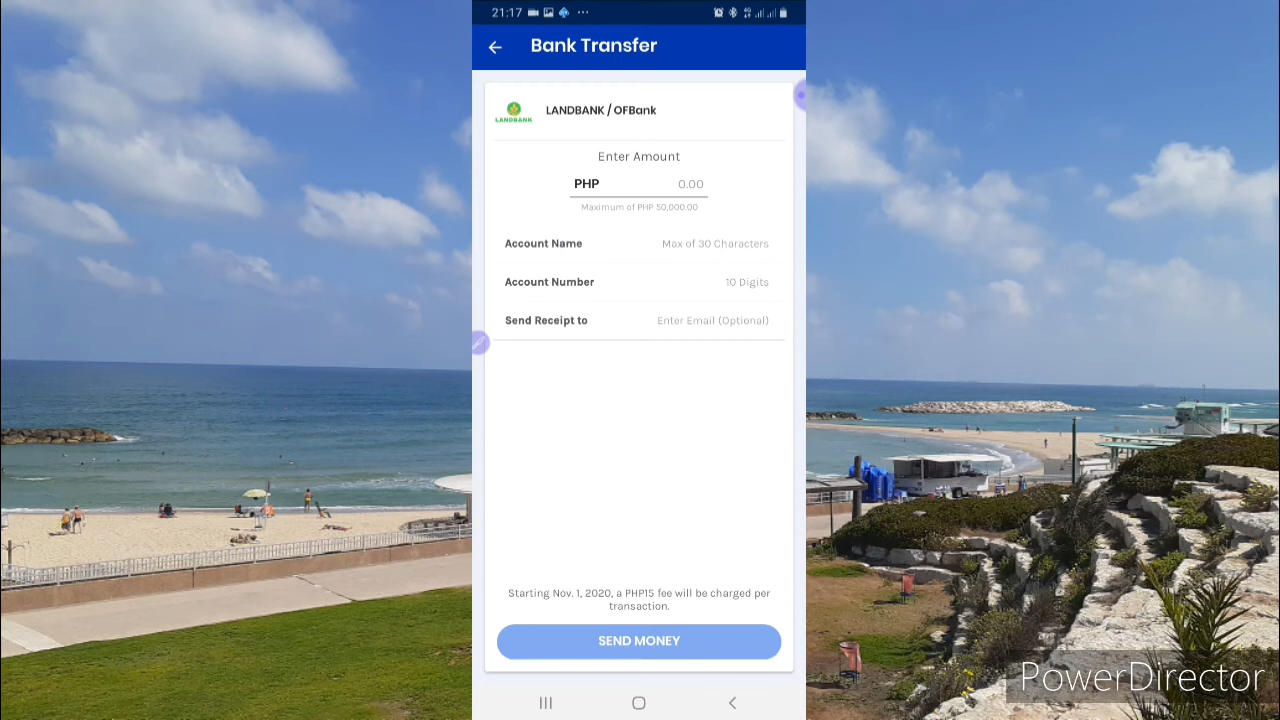 21:17
Bank Transfer
LANDBANK
LANDBANK / OFBank
Enter Amount
PHP 0.00
Maximum of PHP 50,000.00
Account Name Max of 30 Characters
Account Number 10 Digits
Send Receipt to Enter Email (Optional)
Starting Nov. 1, 2020, a PHP15 fee will be charged per
transaction.
SEND MONEY
PowerDirector